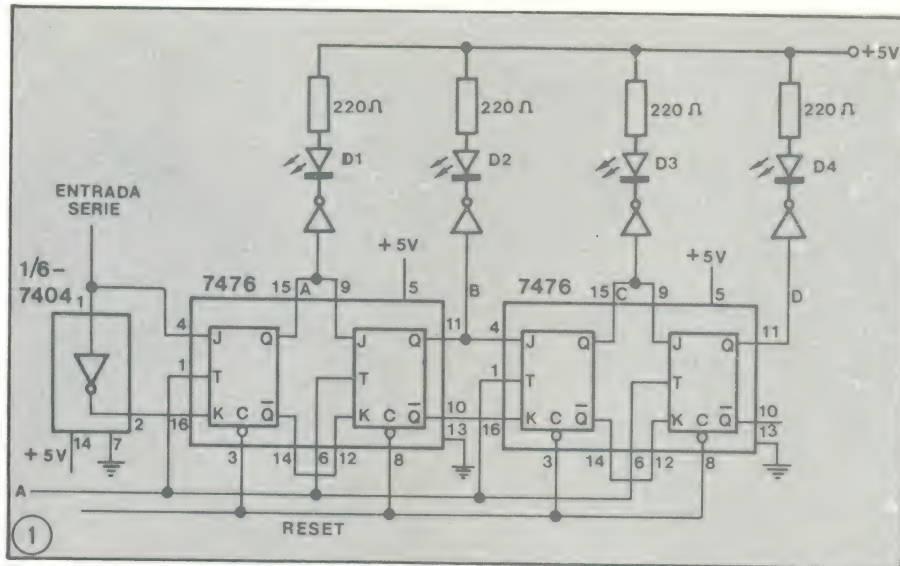 +5V
220Ω 220Ω 220Ω 220Ω
D1 D2 D3 D4
ENTRADA
SERIE
+5V +5V
1/6-
7404
7476 15 A 9 5 B 7476 15 C 9 5 D
1
4 J Q J Q 11 4 J Q J Q 11
1 T T 1 T T
2 16 K C Q̅ K C Q̅ 10 16 K C Q̅ K C Q̅ 10
13 13
14 7 3 14 6 12 8 3 14 6 12 8
+5V
A
RESET
1